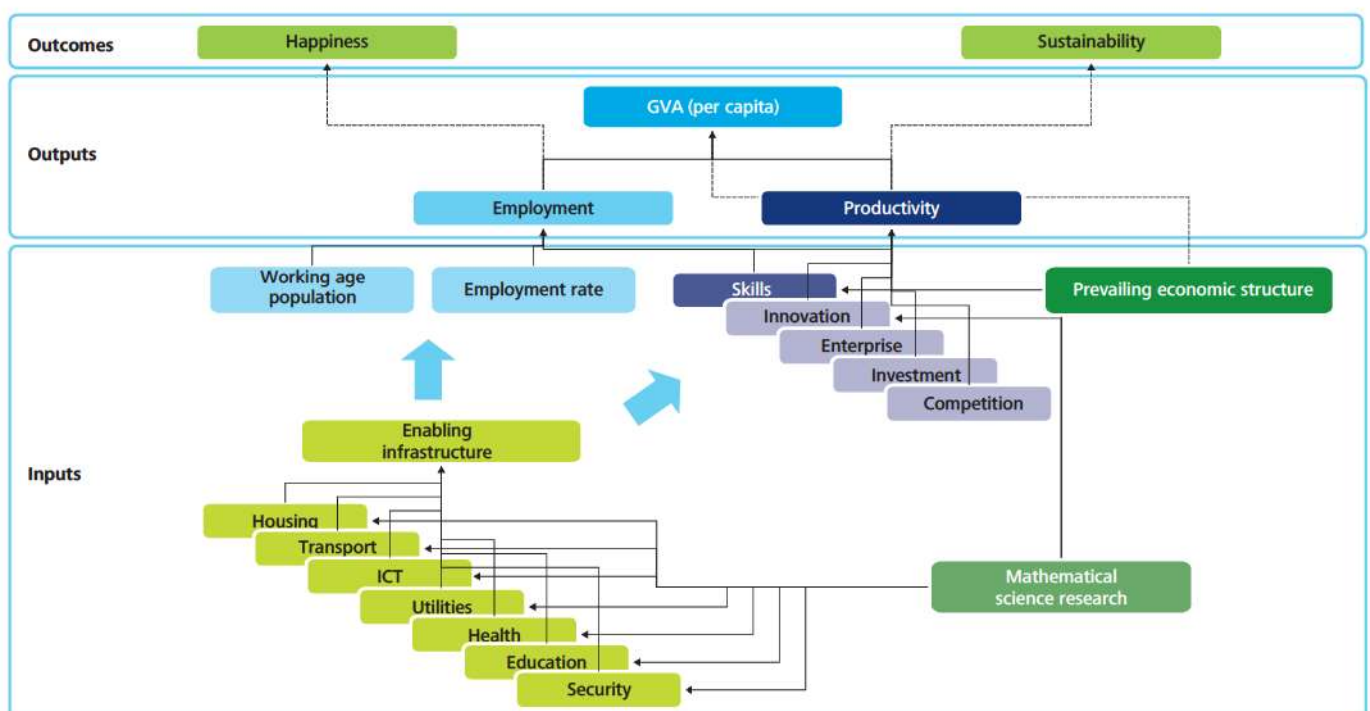 Outcomes
Happiness
Sustainability
GVA (per capita)
Outputs
Employment
Productivity
Working age
population
Employment rate
Skills
Prevailing economic structure
Innovation
Enterprise
Investment
Competition
Enabling
infrastructure
Inputs
Housing
Transport
ICT
Utilities
Health
Education
Security
Mathematical
science research